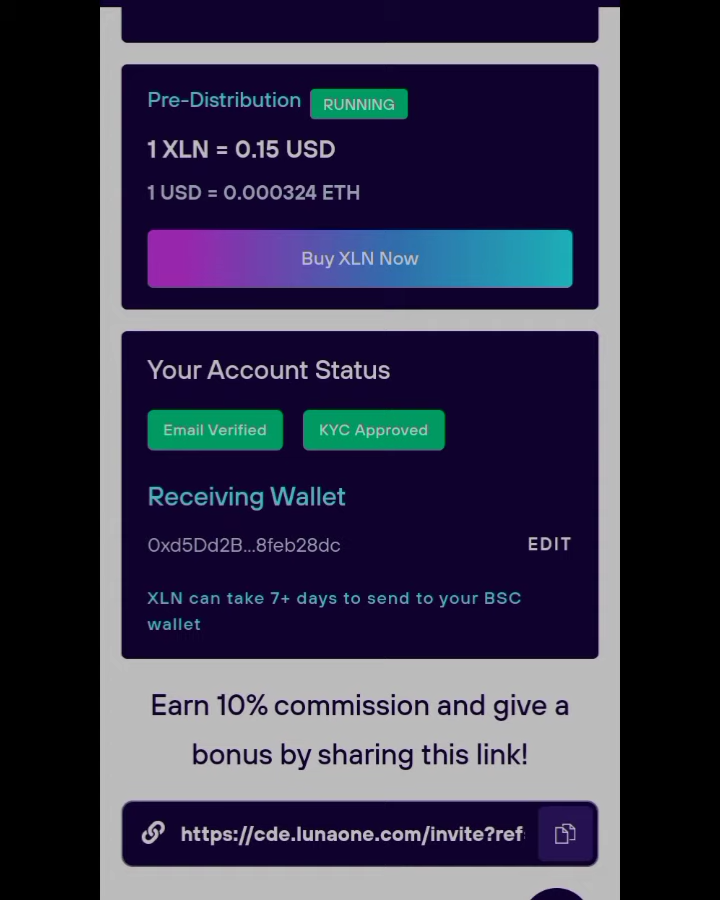 Pre-Distribution RUNNING
1 XLN = 0.15 USD
1 USD = 0.000324 ETH
Buy XLN Now
Your Account Status
Email Verified KYC Approved
Receiving Wallet
0xd5Dd2B...8feb28dc EDIT
XLN can take 7+ days to send to your BSC
wallet
Earn 10% commission and give a
bonus by sharing this link!
https://cde.lunaone.com/invite?ref